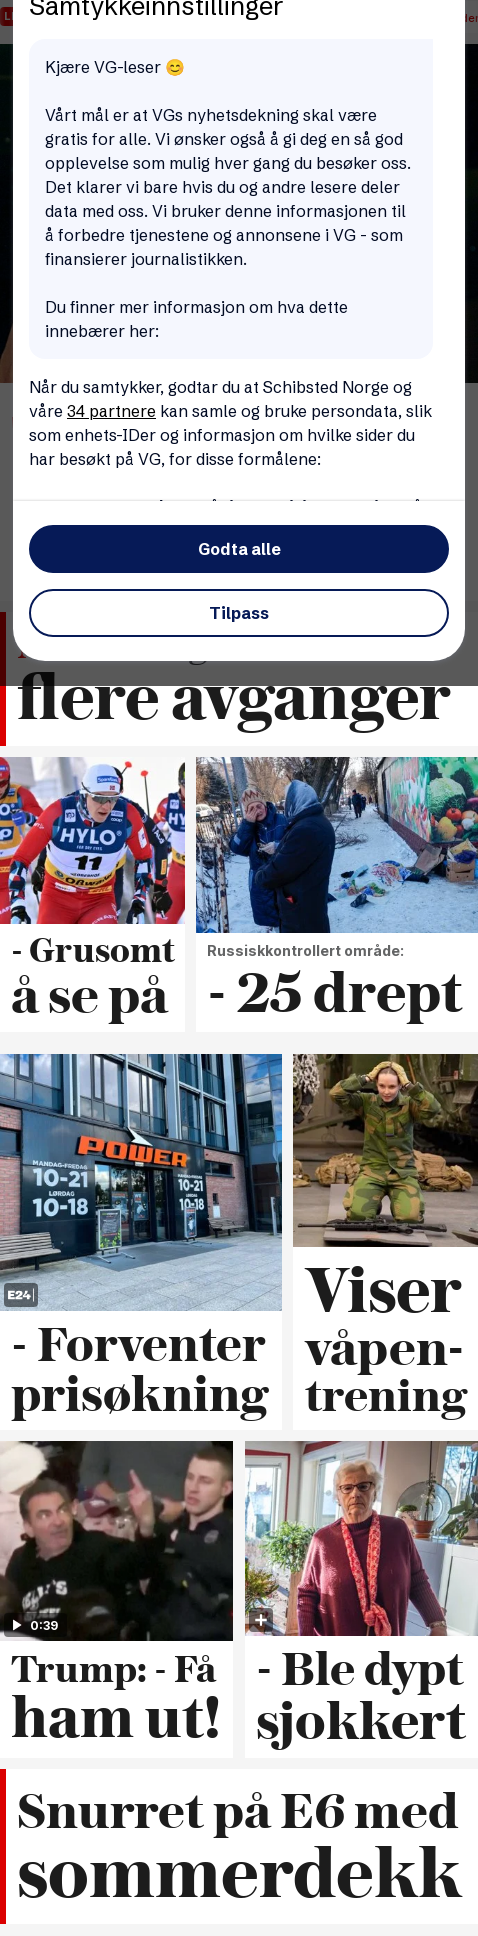 Samtykkeinnstillinger
Kjære VG-leser 😊
Vårt mål er at VGs nyhetsdekning skal være
gratis for alle. Vi ønsker også å gi deg en så god
opplevelse som mulig hver gang du besøker oss.
Det klarer vi bare hvis du og andre lesere deler
data med oss. Vi bruker denne informasjonen til
å forbedre tjenestene og annonsene i VG - som
finansierer journalistikken.
Du finner mer informasjon om hva dette
innebærer her:
Når du samtykker, godtar du at Schibsted Norge og
våre 34 partnere kan samle og bruke persondata, slik
som enhets-IDer og informasjon om hvilke sider du
har besøkt på VG, for disse formålene:
Godta alle
Tilpass
flere avganger
HYLO
11
- Grusomt
å se på
Russiskkontrollert område:
- 25 drept
POWER
MANDAG-FREDAG
10-21
LØRDAG
10-18
10-21
LØRDAG
10-18
E24
- Forventer
prisøkning
Viser
våpen-
trening
0:39
Trump: - Få
ham ut!
- Ble dypt
sjokkert
Snurret på E6 med
sommerdekk